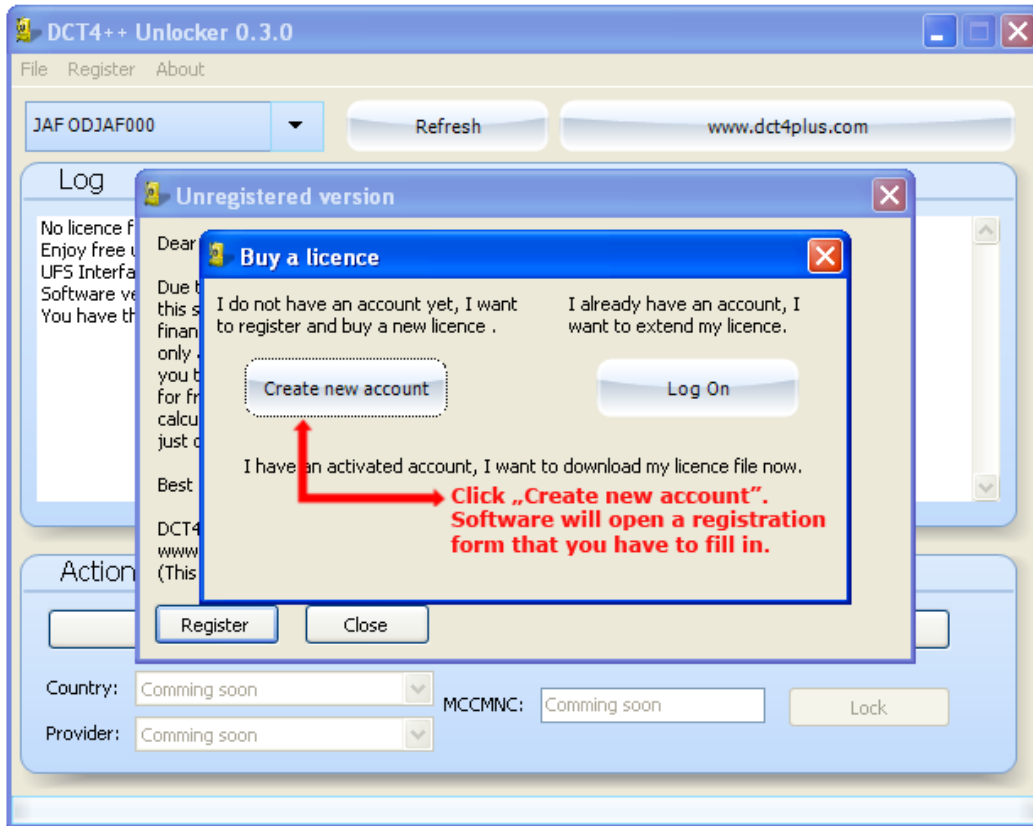 DCT4++ Unlocker 0.3.0
File Register About
JAF ODJAF000
Refresh
www.dct4plus.com
Log
No licence f
Enjoy free
UFS Interfa
Software ve
You have th
Unregistered version
Dear
Due t
this s
finan
only
you t
for fr
calcu
just
Best
DCT4
www
(This
Register
Close
Buy a licence
I do not have an account yet, I want
to register and buy a new licence .
I already have an account, I
want to extend my licence.
Create new account
Log On
I have an activated account, I want to download my licence file now.
Click „Create new account”.
Software will open a registration
form that you have to fill in.
Action
Country:
Comming soon
Provider:
Comming soon
MCCMNC:
Comming soon
Lock